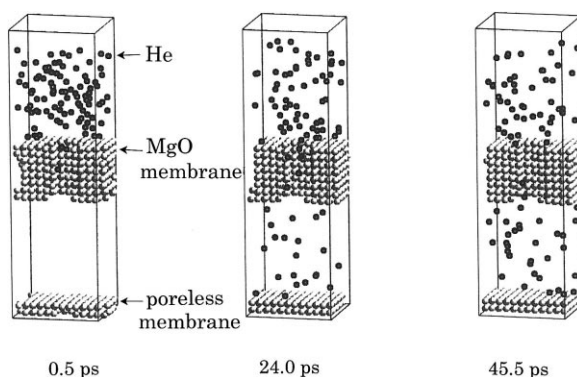 He
MgO
membrane
poreless
membrane
0.5 ps
24.0 ps
45.5 ps